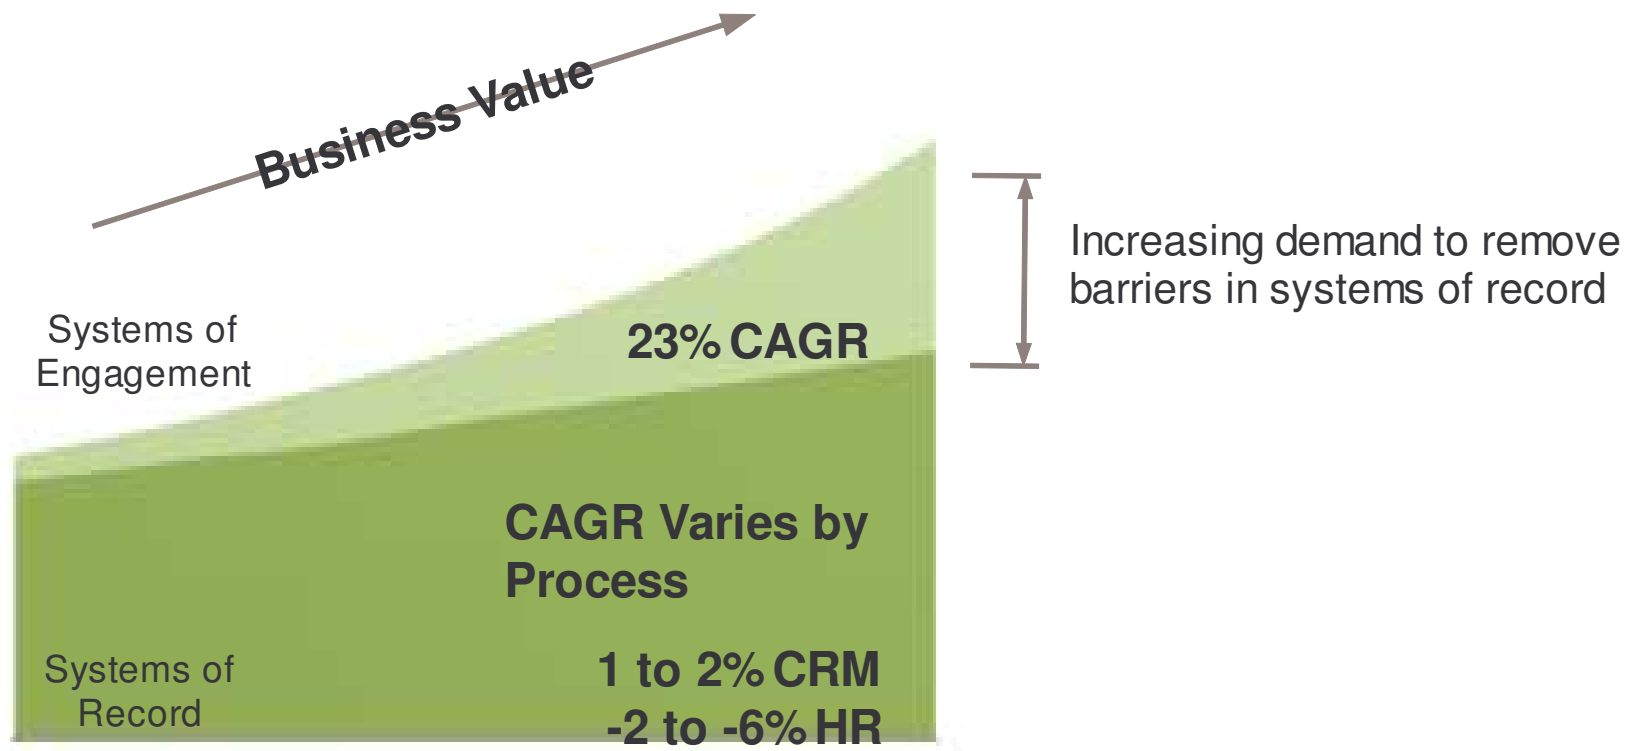 Business Value
Increasing demand to remove
barriers in systems of record
Systems of
Engagement
23% CAGR
CAGR Varies by
Process
Systems of
Record
1 to 2% CRM
-2 to -6% HR